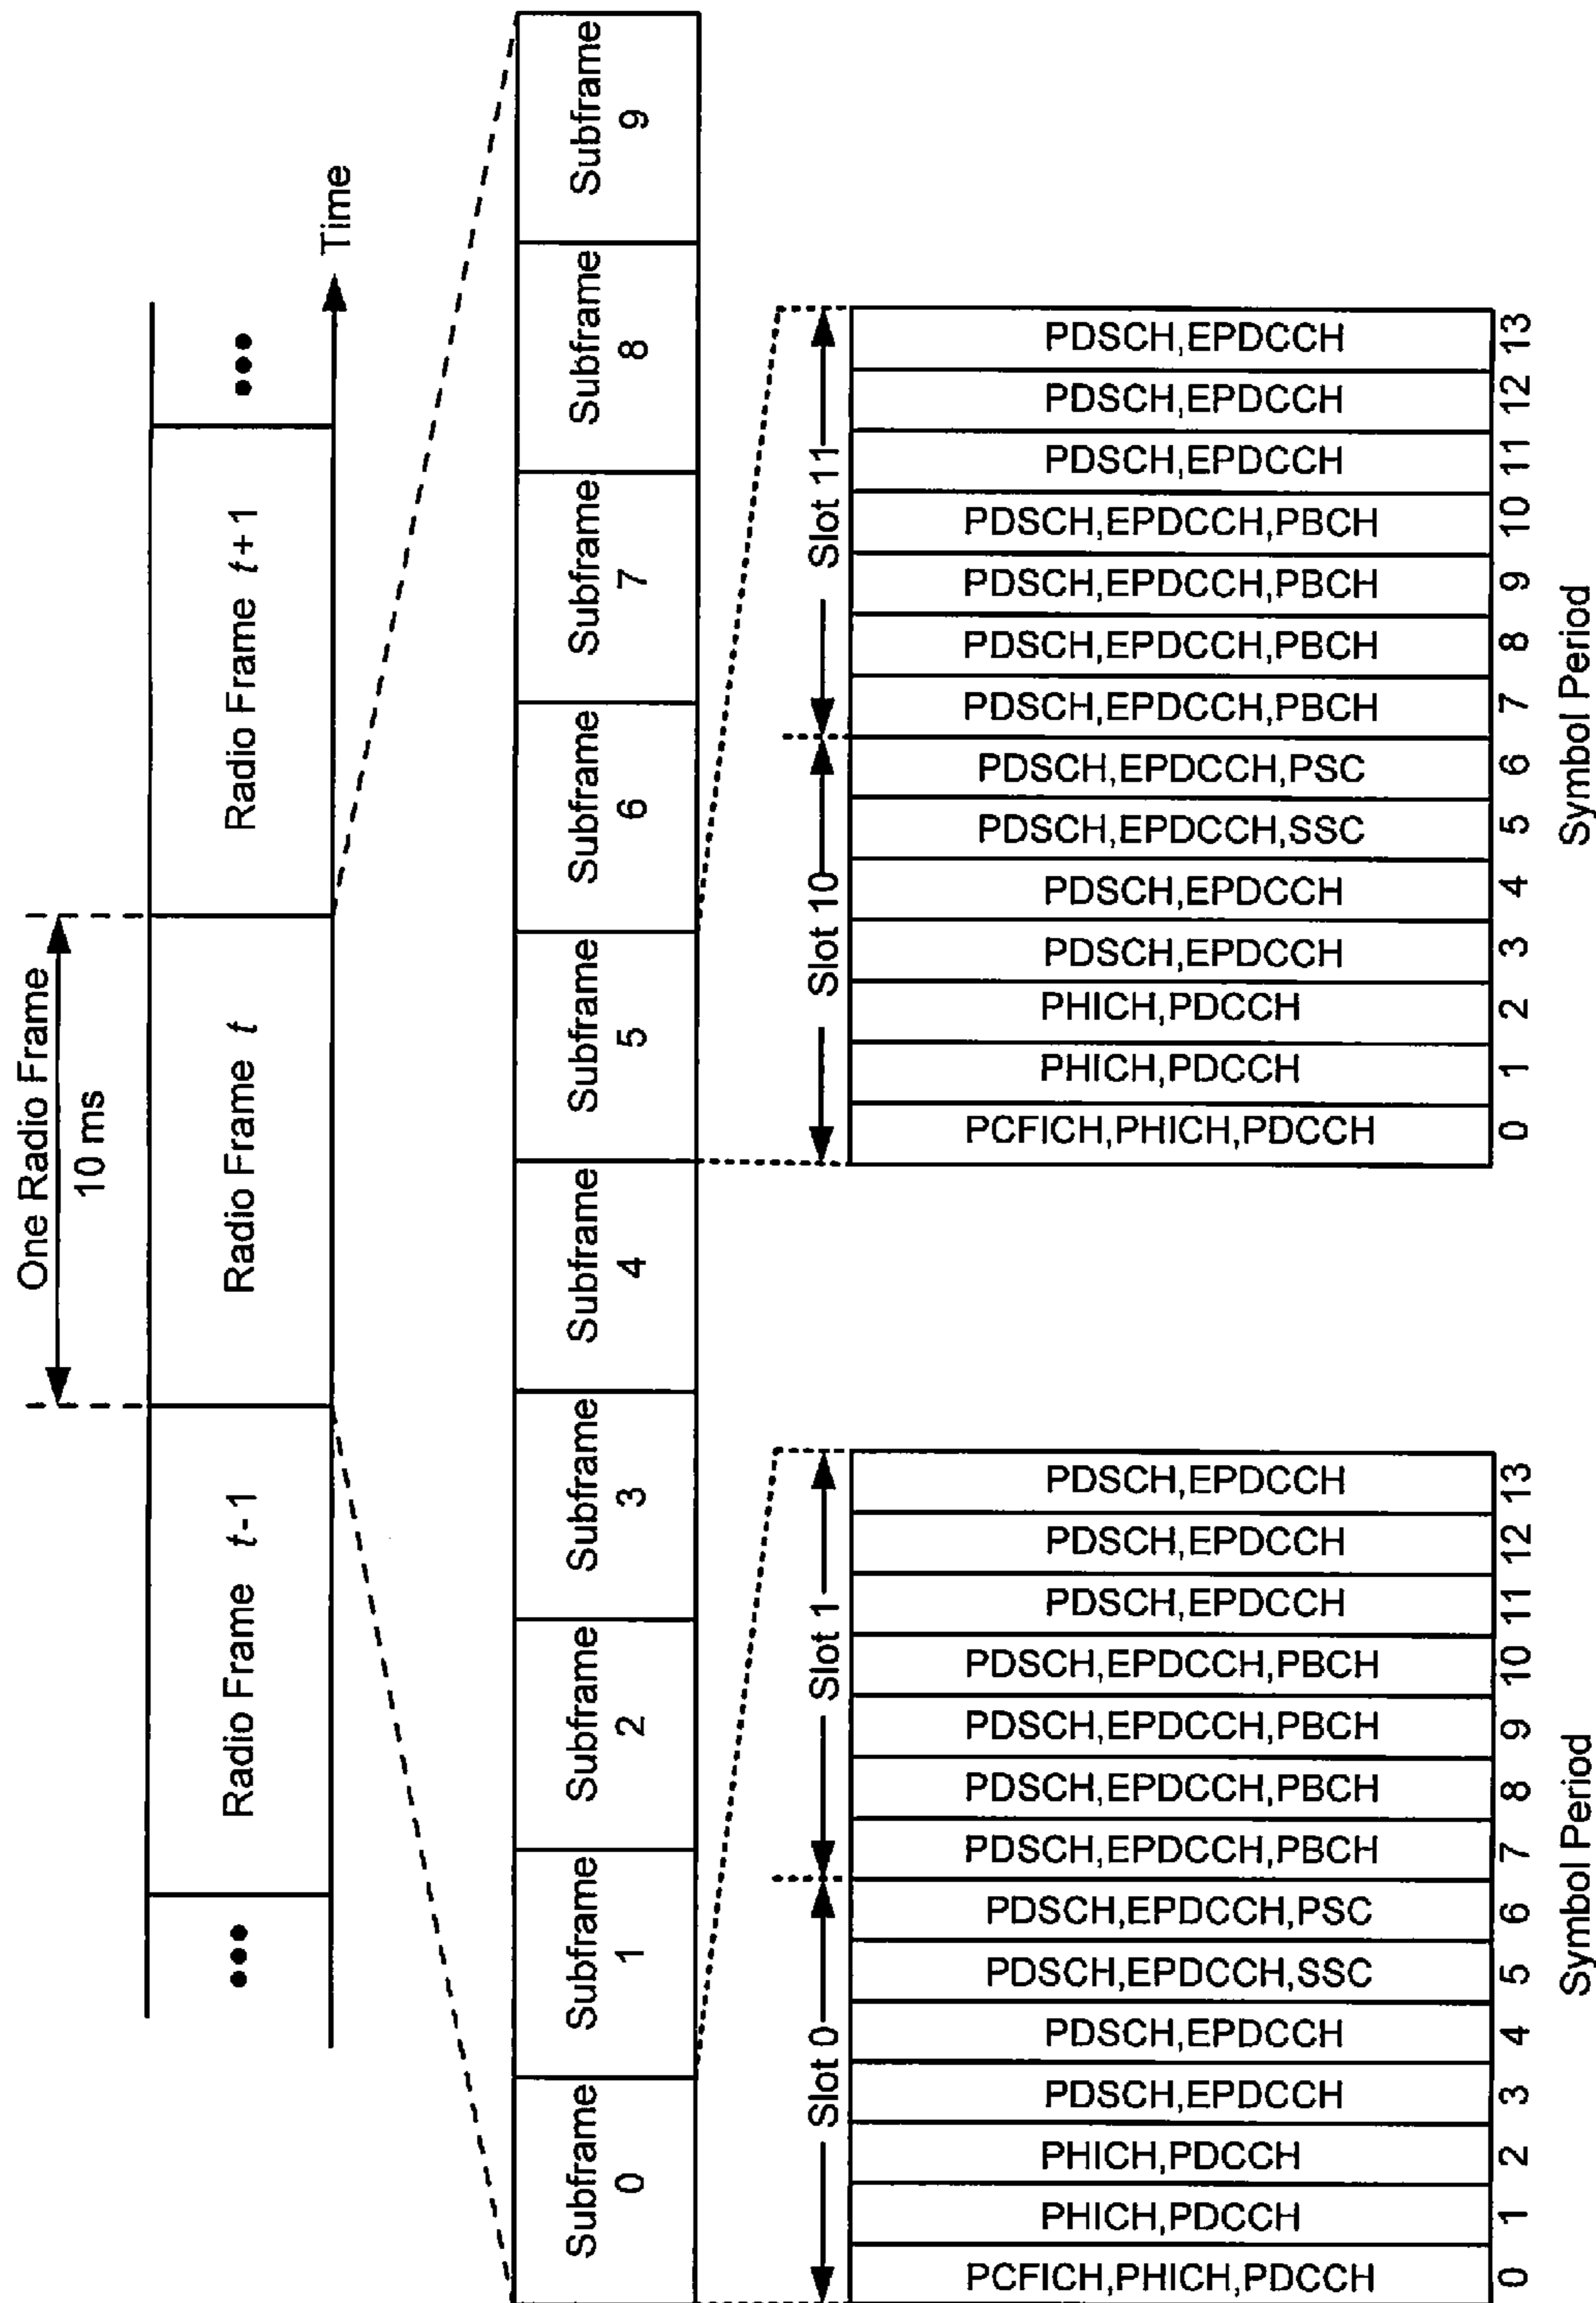 One Radio Frame
10 ms
•••
Radio Frame t-1
Radio Frame t
Radio Frame t+1
•••
Time
Subframe
0
Subframe
1
Subframe
2
Subframe
3
Subframe
4
Subframe
5
Subframe
6
Subframe
7
Subframe
8
Subframe
9
Slot 0
Slot 1
PCFICH,PHICH,PDCCH
PHICH,PDCCH
PHICH,PDCCH
PDSCH,EPDCCH
PDSCH,EPDCCH
PDSCH,EPDCCH,SSC
PDSCH,EPDCCH,PSC
PDSCH,EPDCCH,PBCH
PDSCH,EPDCCH,PBCH
PDSCH,EPDCCH,PBCH
PDSCH,EPDCCH,PBCH
PDSCH,EPDCCH
PDSCH,EPDCCH
PDSCH,EPDCCH
0 1 2 3 4 5 6 7 8 9 10 11 12 13
Symbol Period
Slot 10
Slot 11
PCFICH,PHICH,PDCCH
PHICH,PDCCH
PHICH,PDCCH
PDSCH,EPDCCH
PDSCH,EPDCCH
PDSCH,EPDCCH,SSC
PDSCH,EPDCCH,PSC
PDSCH,EPDCCH,PBCH
PDSCH,EPDCCH,PBCH
PDSCH,EPDCCH,PBCH
PDSCH,EPDCCH,PBCH
PDSCH,EPDCCH
PDSCH,EPDCCH
PDSCH,EPDCCH
0 1 2 3 4 5 6 7 8 9 10 11 12 13
Symbol Period